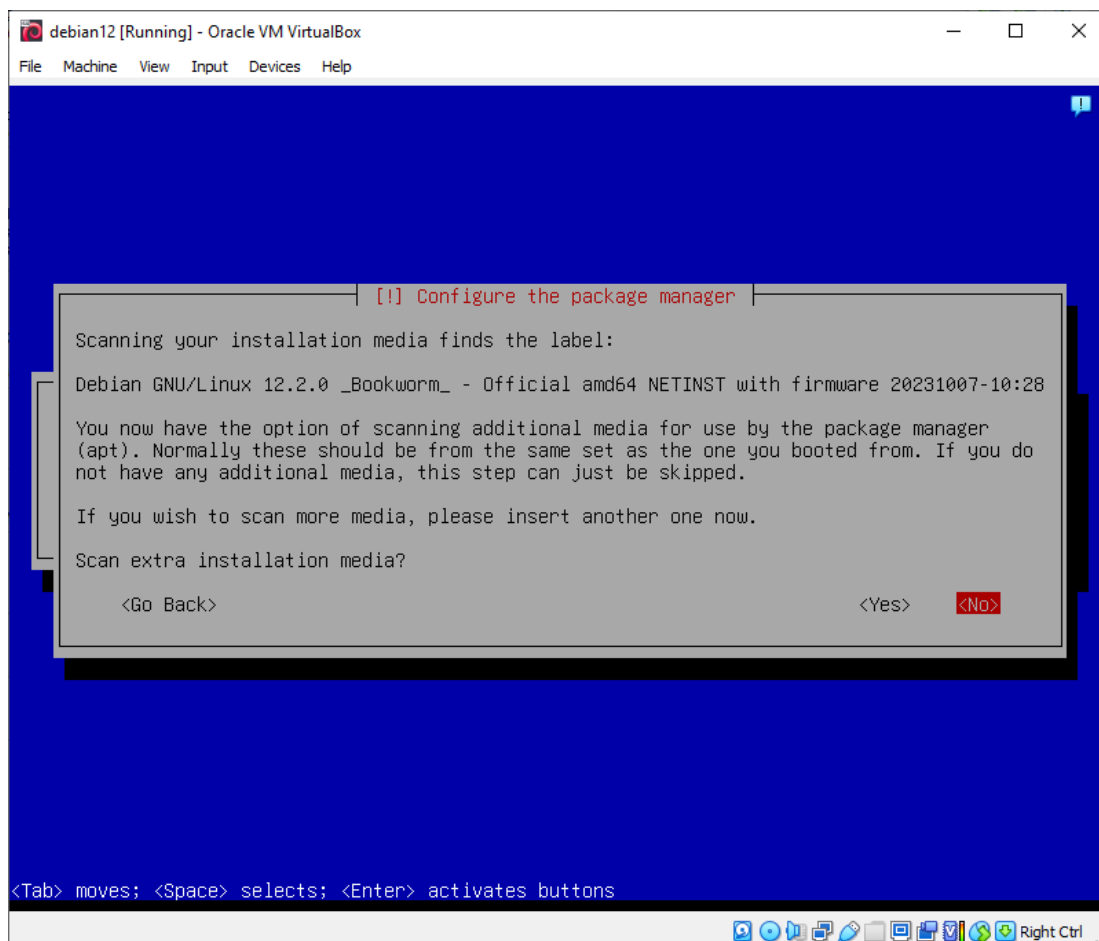 debian12 [Running] - Oracle VM VirtualBox
File Machine View Input Devices Help
[!] Configure the package manager
Scanning your installation media finds the label:
Debian GNU/Linux 12.2.0 _Bookworm_ - Official amd64 NETINST with firmware 20231007-10:28
You now have the option of scanning additional media for use by the package manager
(apt). Normally these should be from the same set as the one you booted from. If you do
not have any additional media, this step can just be skipped.
If you wish to scan more media, please insert another one now.
Scan extra installation media?
<Go Back> <Yes> <No>
<Tab> moves; <Space> selects; <Enter> activates buttons
Right Ctrl